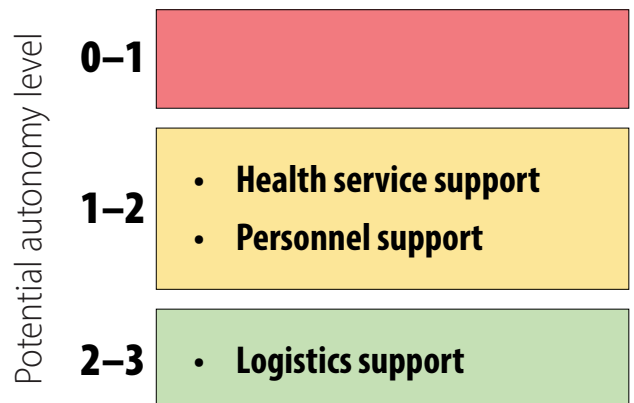 Potential autonomy level
0–1
1–2
• Health service support
• Personnel support
2–3
• Logistics support